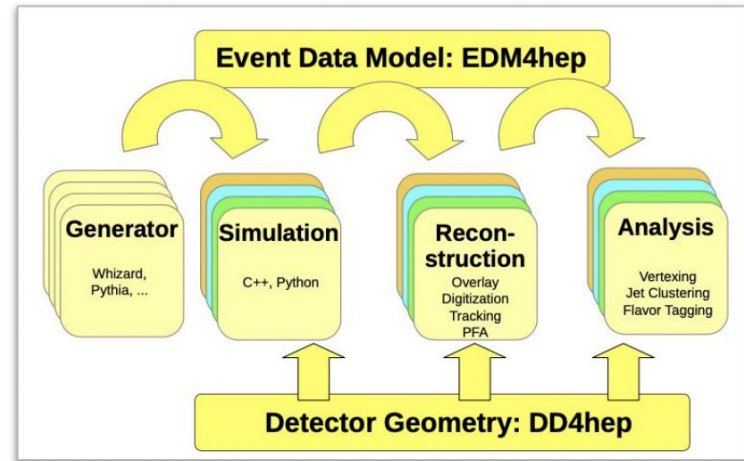 Event Data Model: EDM4hep
Generator
Whizard,
Pythia, ...
Simulation
C++, Python
Recon-
struction
Overlay
Digitization
Tracking
PFA
Analysis
Vertexing
Jet Clustering
Flavor Tagging
Detector Geometry: DD4hep